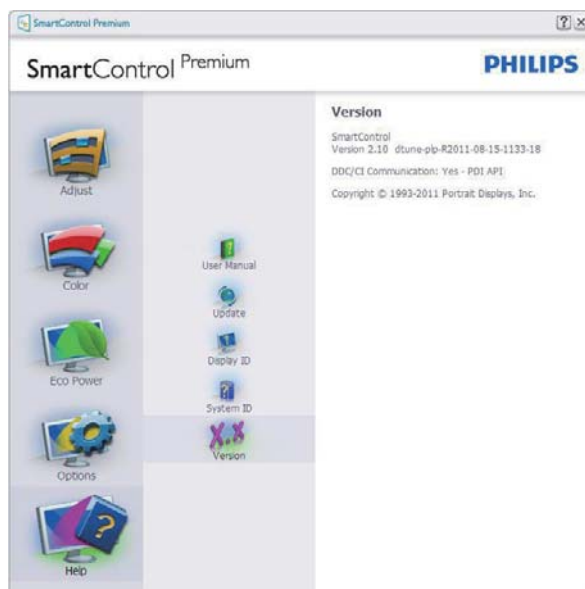 SmartControl Premium
? X
SmartControl Premium
PHILIPS
Adjust
Color
Eco Power
Options
Help
User Manual
Update
Display ID
System ID
X.X
Version
Version
SmartControl
Version 2.10 dtune-plp-R2011-08-15-1133-18
DDC/CI Communication: Yes - PDI API
Copyright © 1993-2011 Portrait Displays, Inc.